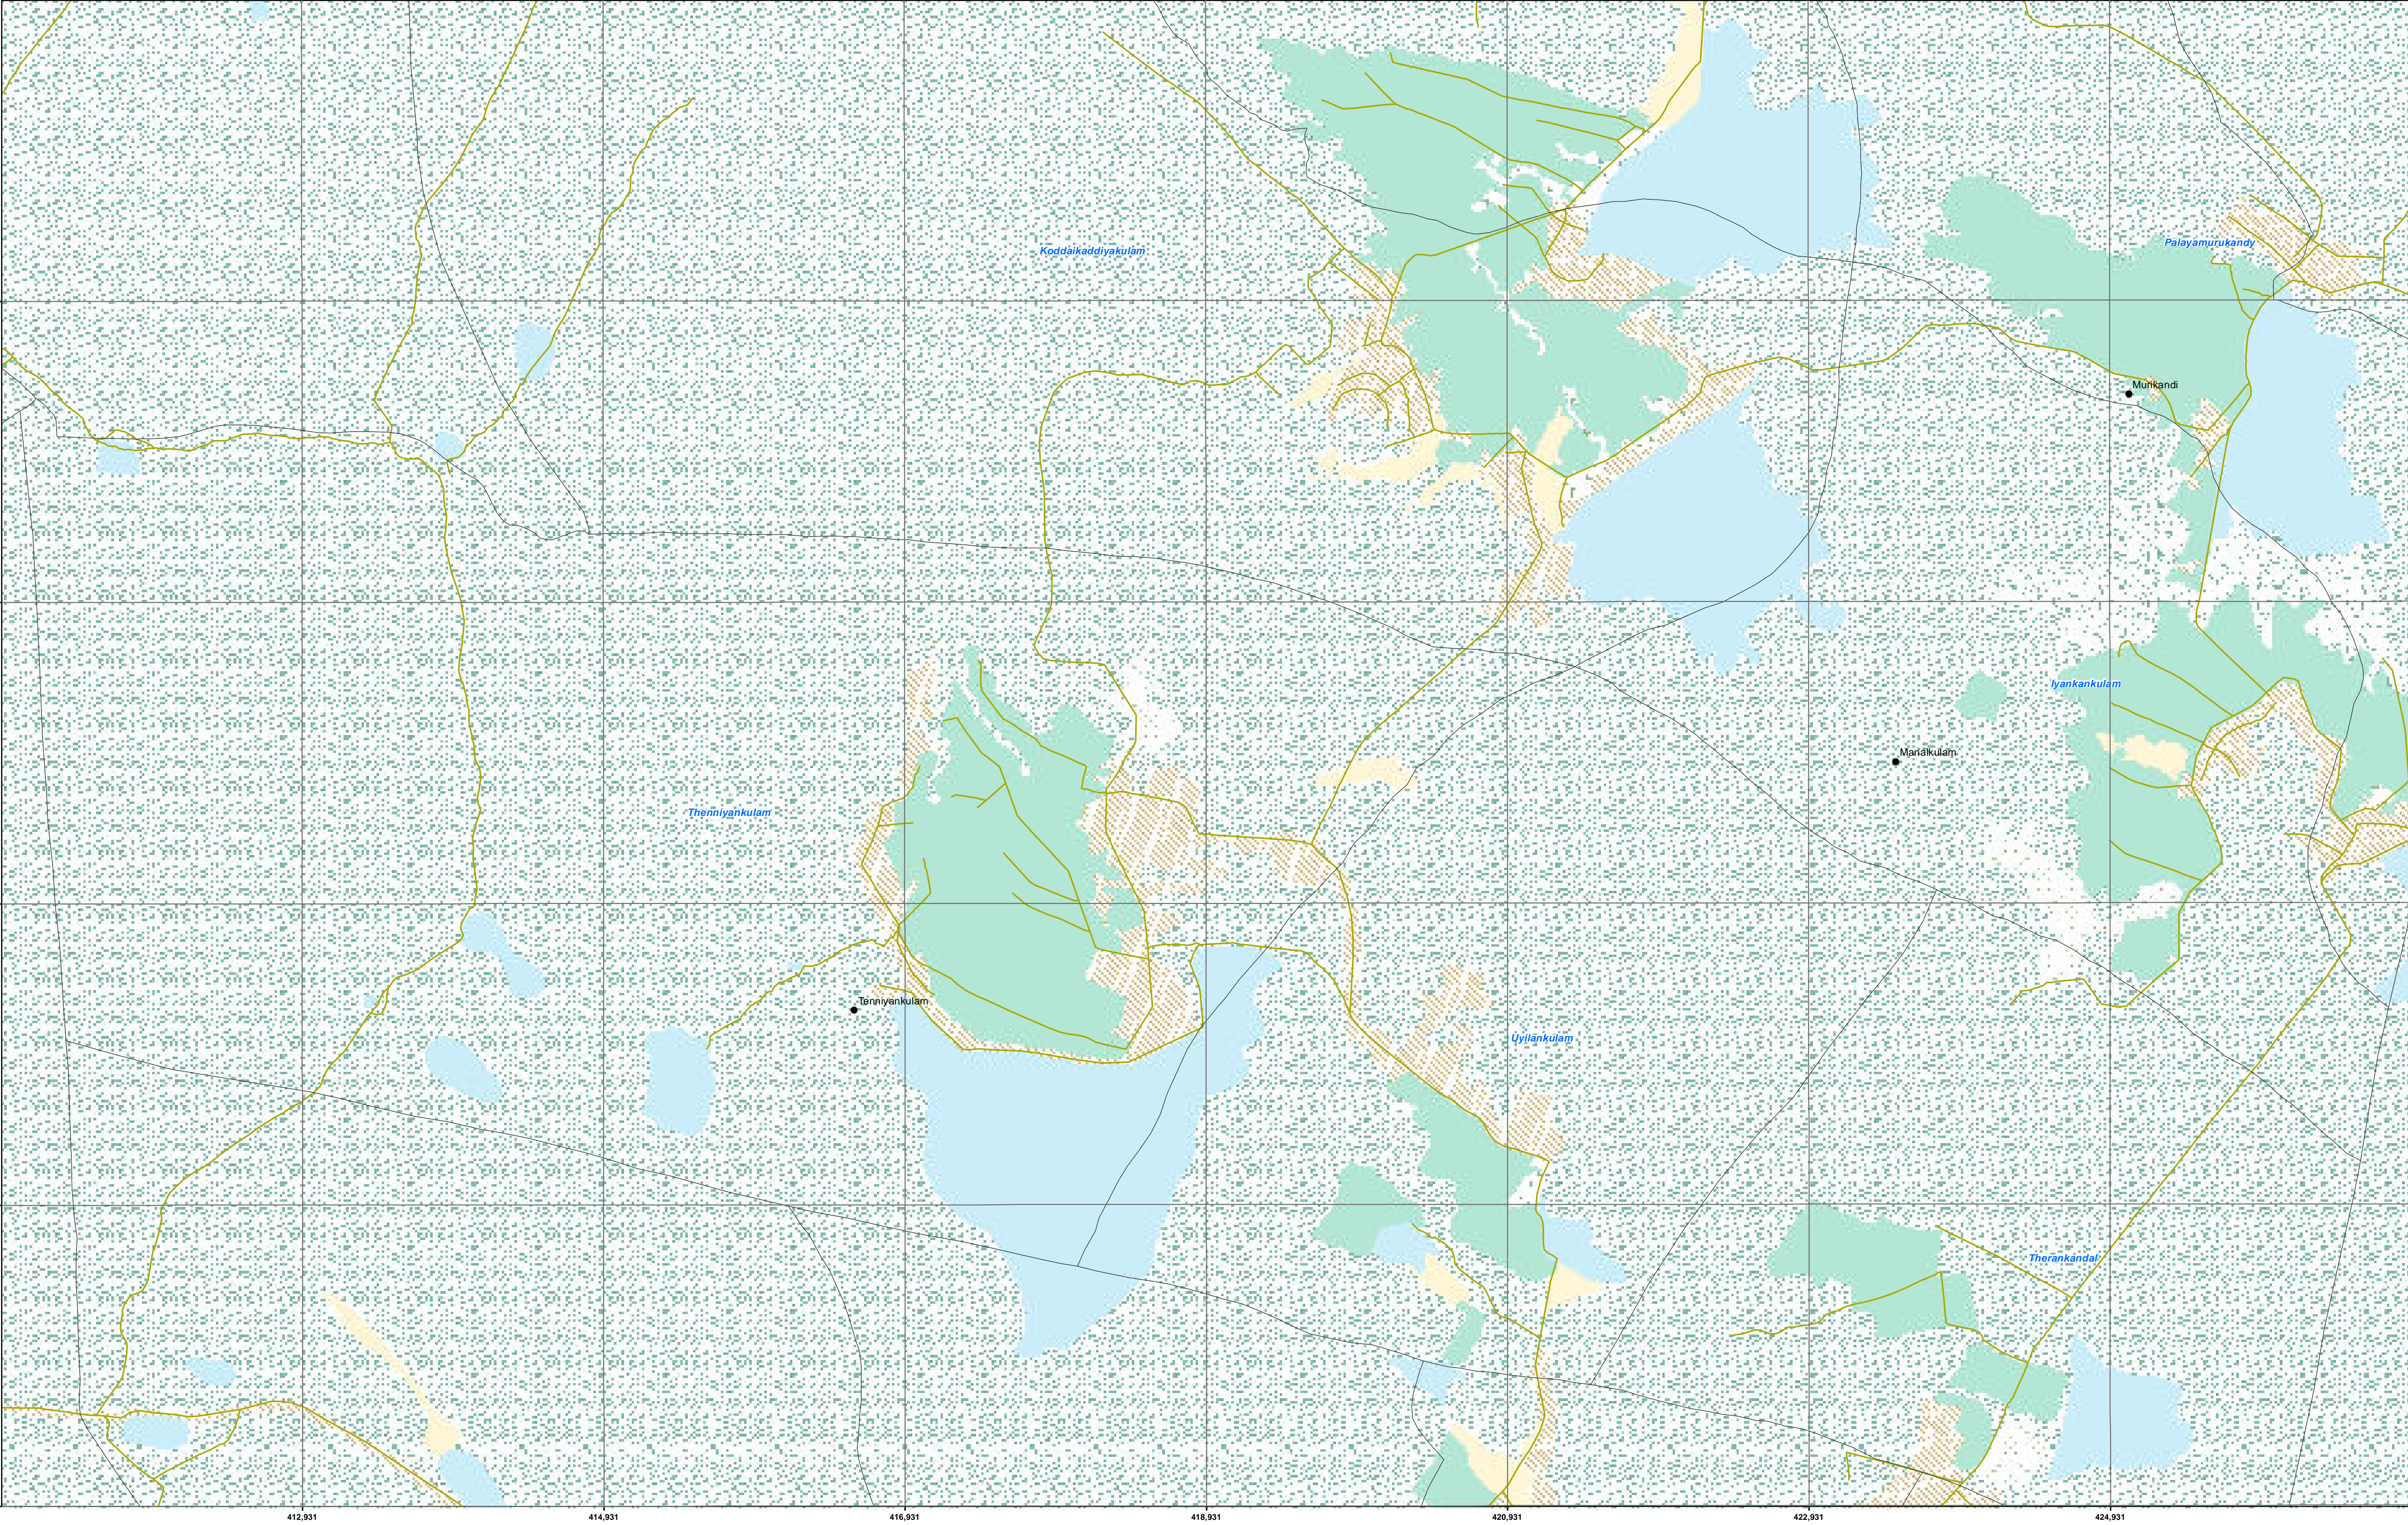 Koddaikaddiyakulam
Palayamurukandy
Murikandi
Iyankankulam
Manalkulam
Thenniyankulam
Tenniyankulam
Uyilankulam
Therankandal
412,931
414,931
416,931
418,931
420,931
422,931
424,931